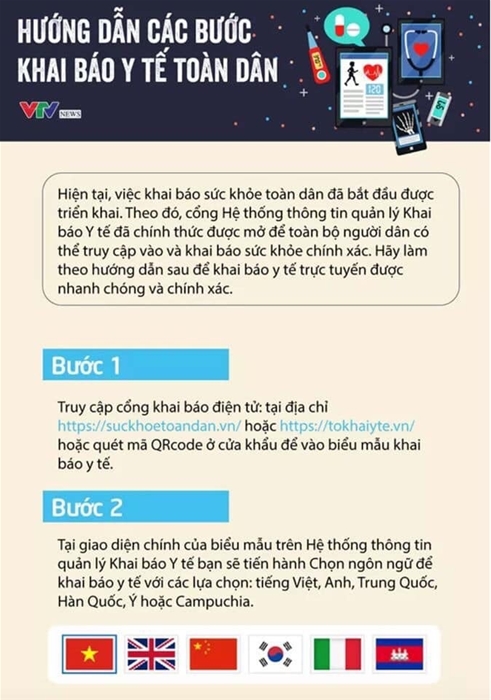 HƯỚNG DẪN CÁC BƯỚC
KHAI BÁO Y TẾ TOÀN DÂN
VTV NEWS
120
Hiện tại, việc khai báo sức khỏe toàn dân đã bắt đầu được
triển khai. Theo đó, cổng Hệ thống thông tin quản lý Khai
báo Y tế đã chính thức được mở để toàn bộ người dân có
thể truy cập vào và khai báo sức khỏe chính xác. Hãy làm
theo hướng dẫn sau để khai báo y tế trực tuyến được
nhanh chóng và chính xác.
Bước 1
Truy cập cổng khai báo điện tử: tại địa chỉ
https://suckhoetoandan.vn/ hoặc https://tokhaiyte.vn/
hoặc quét mã QRcode ở cửa khẩu để vào biểu mẫu khai
báo y tế.
Bước 2
Tại giao diện chính của biểu mẫu trên Hệ thống thông tin
quản lý Khai Báo Y tế bạn sẽ tiến hành Chọn ngôn ngữ để
khai báo y tế với các lựa chọn: tiếng Việt, Anh, Trung Quốc,
Hàn Quốc, Ý hoặc Campuchia.